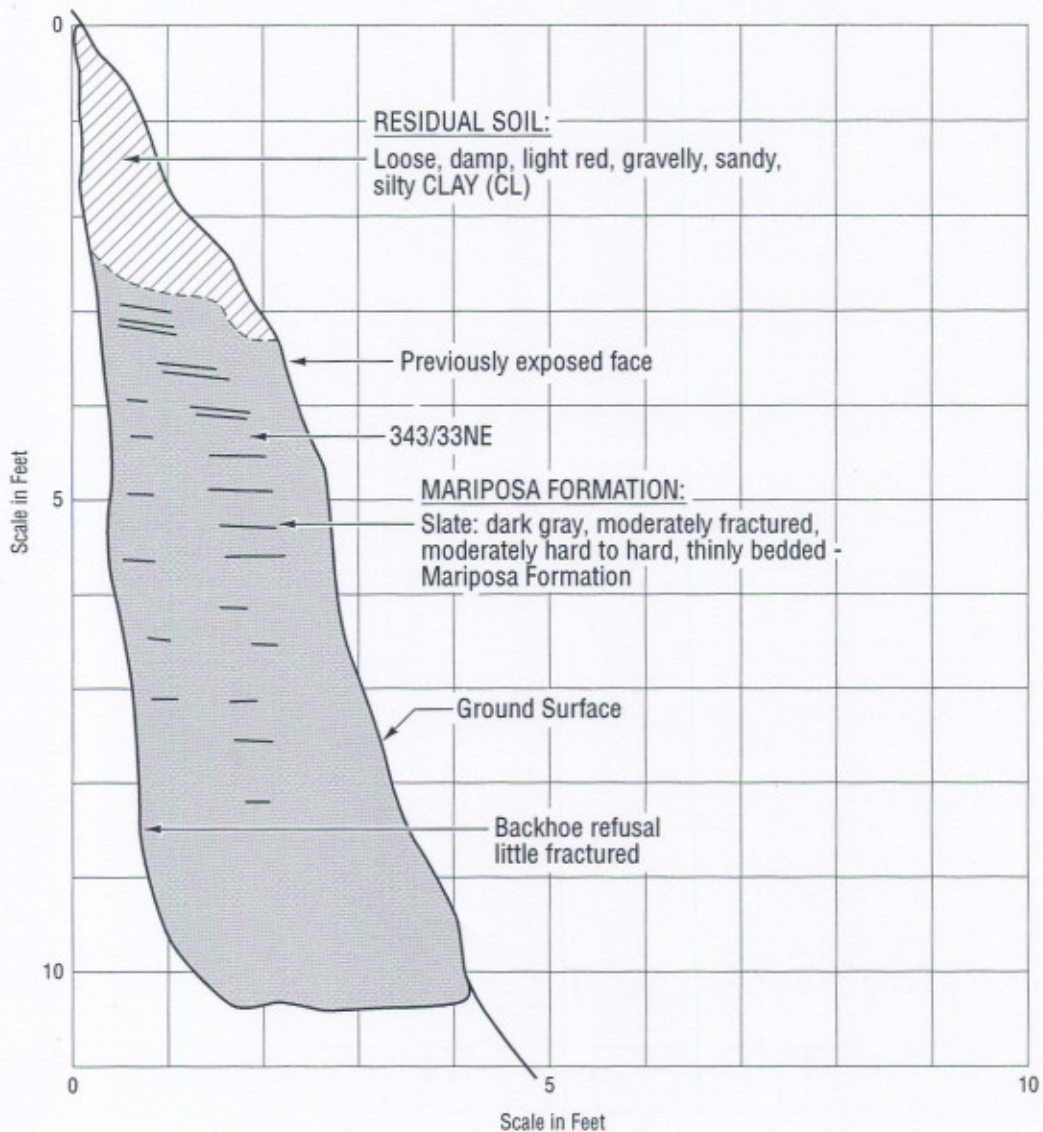 0
RESIDUAL SOIL:
Loose, damp, light red, gravelly, sandy,
silty CLAY (CL)
Previously exposed face
343/33NE
Scale in Feet
5
MARIPOSA FORMATION:
Slate: dark gray, moderately fractured,
moderately hard to hard, thinly bedded -
Mariposa Formation
Ground Surface
Backhoe refusal
little fractured
10
0
5
10
Scale in Feet